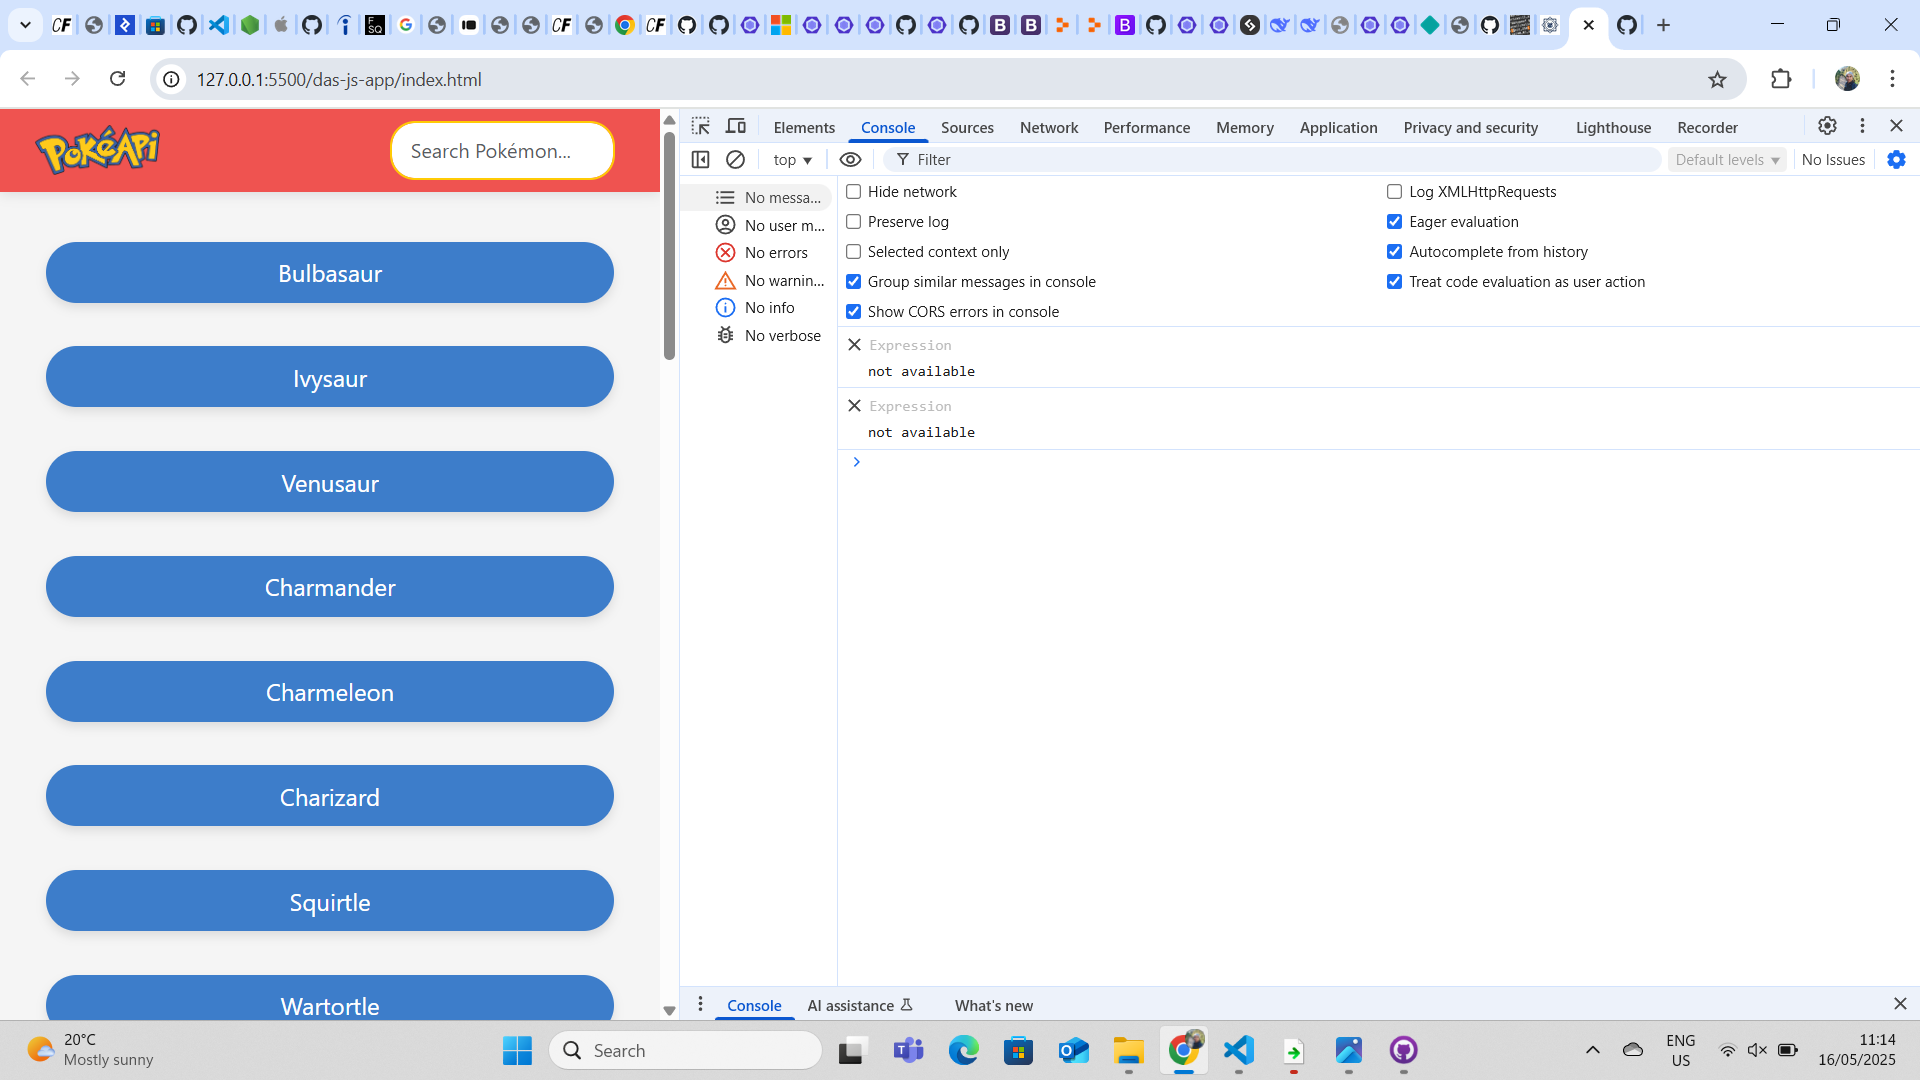 127.0.0.1:5500/das-js-app/index.html
PokéApi
Search Pokémon...
Bulbasaur
Ivysaur
Venusaur
Charmander
Charmeleon
Charizard
Squirtle
Wartortle
Elements
Console
Sources
Network
Performance
Memory
Application
Privacy and security
Lighthouse
Recorder
top
Filter
Default levels
No Issues
No messa...
No user m...
No errors
No warnin...
No info
No verbose
Hide network
Preserve log
Selected context only
Group similar messages in console
Show CORS errors in console
Log XMLHttpRequests
Eager evaluation
Autocomplete from history
Treat code evaluation as user action
Expression
not available
Expression
not available
Console
AI assistance
What's new
20°C
Mostly sunny
Search
ENG
US
11:14
16/05/2025